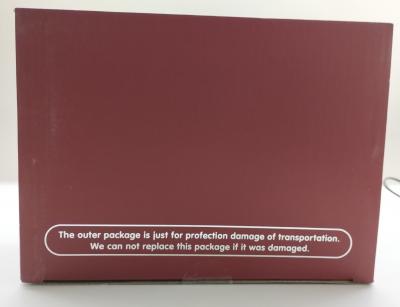 The outer package is just for profection damage of transportation.
We can not replace this package if it was damaged.